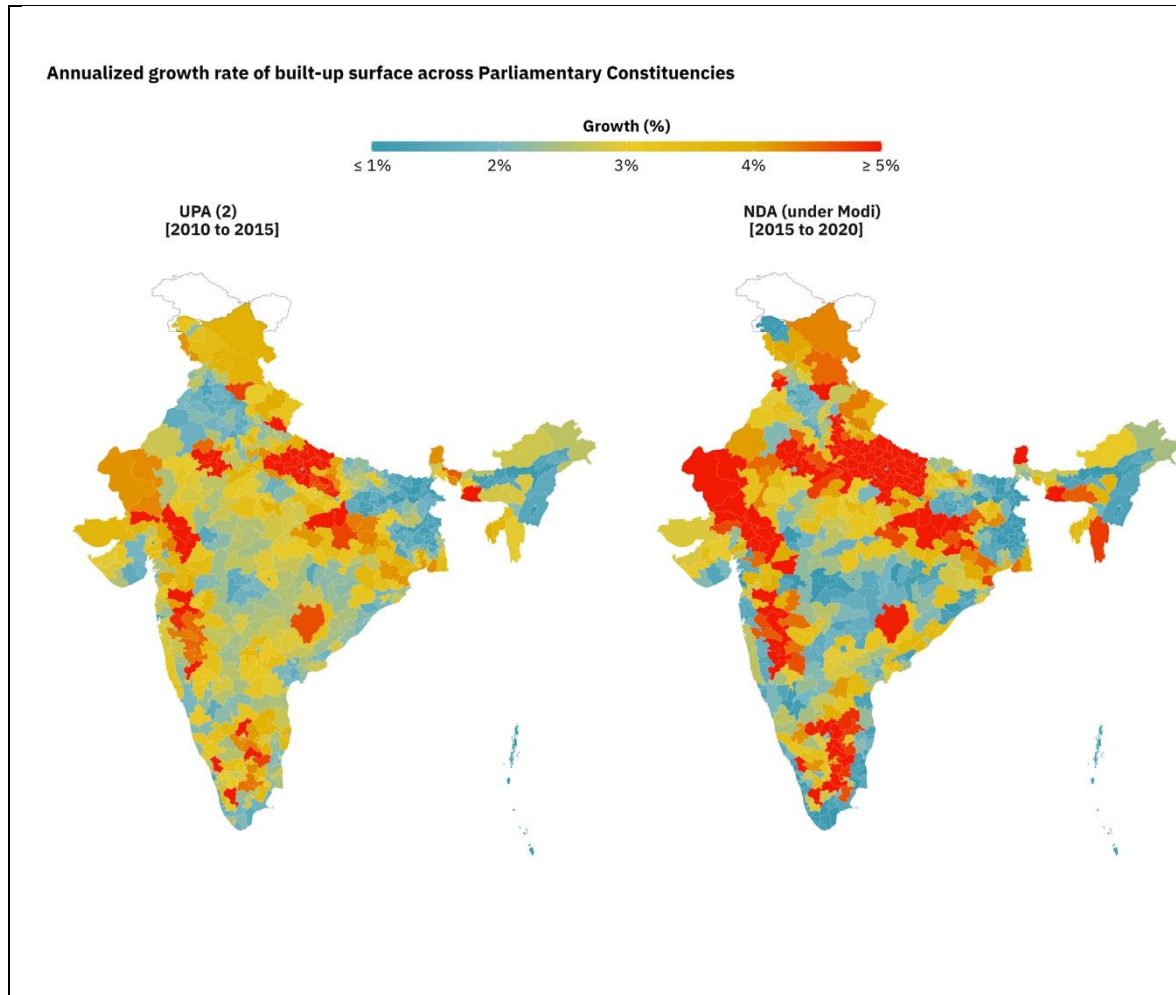 Annualized growth rate of built-up surface across Parliamentary Constituencies
Growth (%)
≤ 1% 2% 3% 4% ≥ 5%
UPA (2)
[2010 to 2015]
NDA (under Modi)
[2015 to 2020]